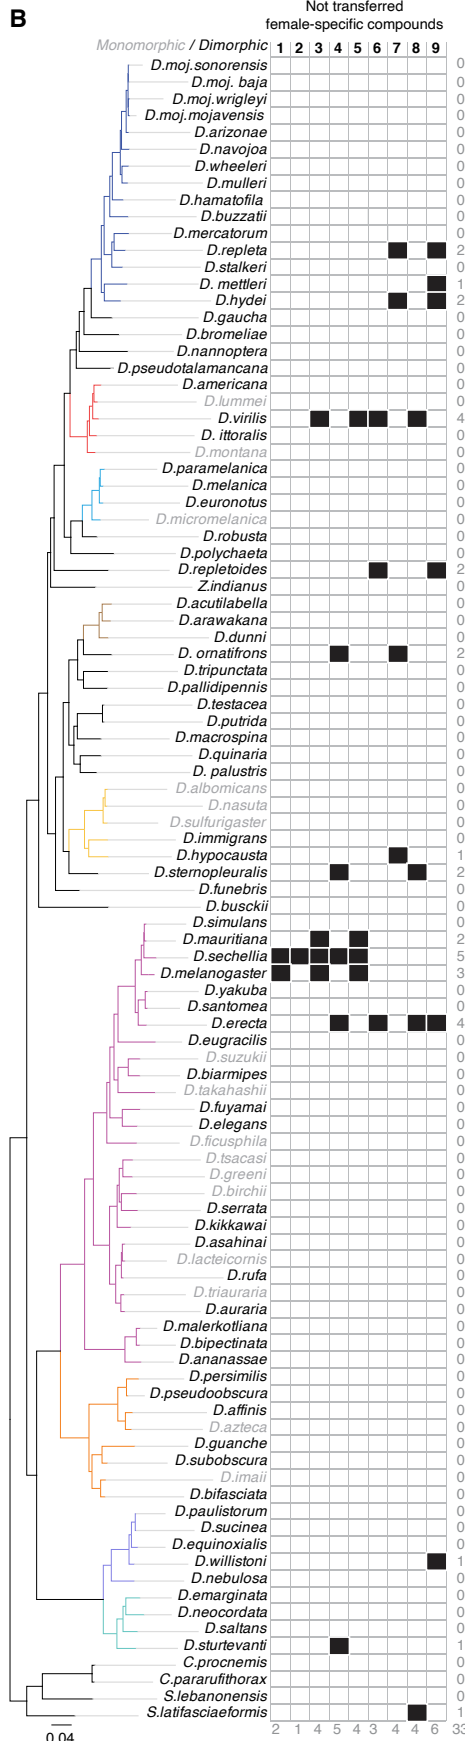 Not transferred
female-specific compounds
B
Monomorphic / Dimorphic 1 2 3 4 5 6 7 8 9
D.moj.sonorensis 0
D.moj. baja 0
D.moj.wrigleyi 0
D.moj.mojavensis 0
D.arizonae 0
D.navojoa 0
D.wheeleri 0
D.mulleri 0
D.hamatofila 0
D.buzzatii 0
D.mercatorum 0
D.repleta 2
D.stalkeri 0
D. mettleri 1
D.hydei 2
D.gaucha 0
D.bromeliae 0
D.nannoptera 0
D.pseudotalamancana 0
D.americana 0
D.lummei 0
D.virilis 4
D. ittoralis 0
D.montana 0
D.paramelanica 0
D.melanica 0
D.euronotus 0
D.micromelanica 0
D.robusta 0
D.polychaeta 0
D.repletoides 2
Z.indianus 0
D.acutilabella 0
D.arawakana 0
D.dunni 0
D. ornatifrons 2
D.tripunctata 0
D.pallidipennis 0
D.testacea 0
D.putrida 0
D.macrospina 0
D.quinaria 0
D. palustris 0
D.albomicans 0
D.nasuta 0
D.sulfurigaster 0
D.immigrans 0
D.hypocausta 1
D.sternopleuralis 2
D.funebris 0
D.busckii 0
D.simulans 0
D.mauritiana 2
D.sechellia 5
D.melanogaster 3
D.yakuba 0
D.santomea 0
D.erecta 4
D.eugracilis 0
D.suzukii 0
D.biarmipes 0
D.takahashii 0
D.fuyamai 0
D.elegans 0
D.ficusphila 0
D.tsacasi 0
D.greeni 0
D.birchii 0
D.serrata 0
D.kikkawai 0
D.asahinai 0
D.lacteicornis 0
D.rufa 0
D.triauraria 0
D.auraria 0
D.malerkotliana 0
D.bipectinata 0
D.ananassae 0
D.persimilis 0
D.pseudoobscura 0
D.affinis 0
D.azteca 0
D.guanche 0
D.subobscura 0
D.imaii 0
D.bifasciata 0
D.paulistorum 0
D.sucinea 0
D.equinoxialis 0
D.willistoni 1
D.nebulosa 0
D.emarginata 0
D.neocordata 0
D.saltans 0
D.sturtevanti 1
C.procnemis 0
C.pararufithorax 0
S.lebanonensis 0
S.latifasciaeformis 1
2 1 4 5 4 3 4 4 6 33
0.04